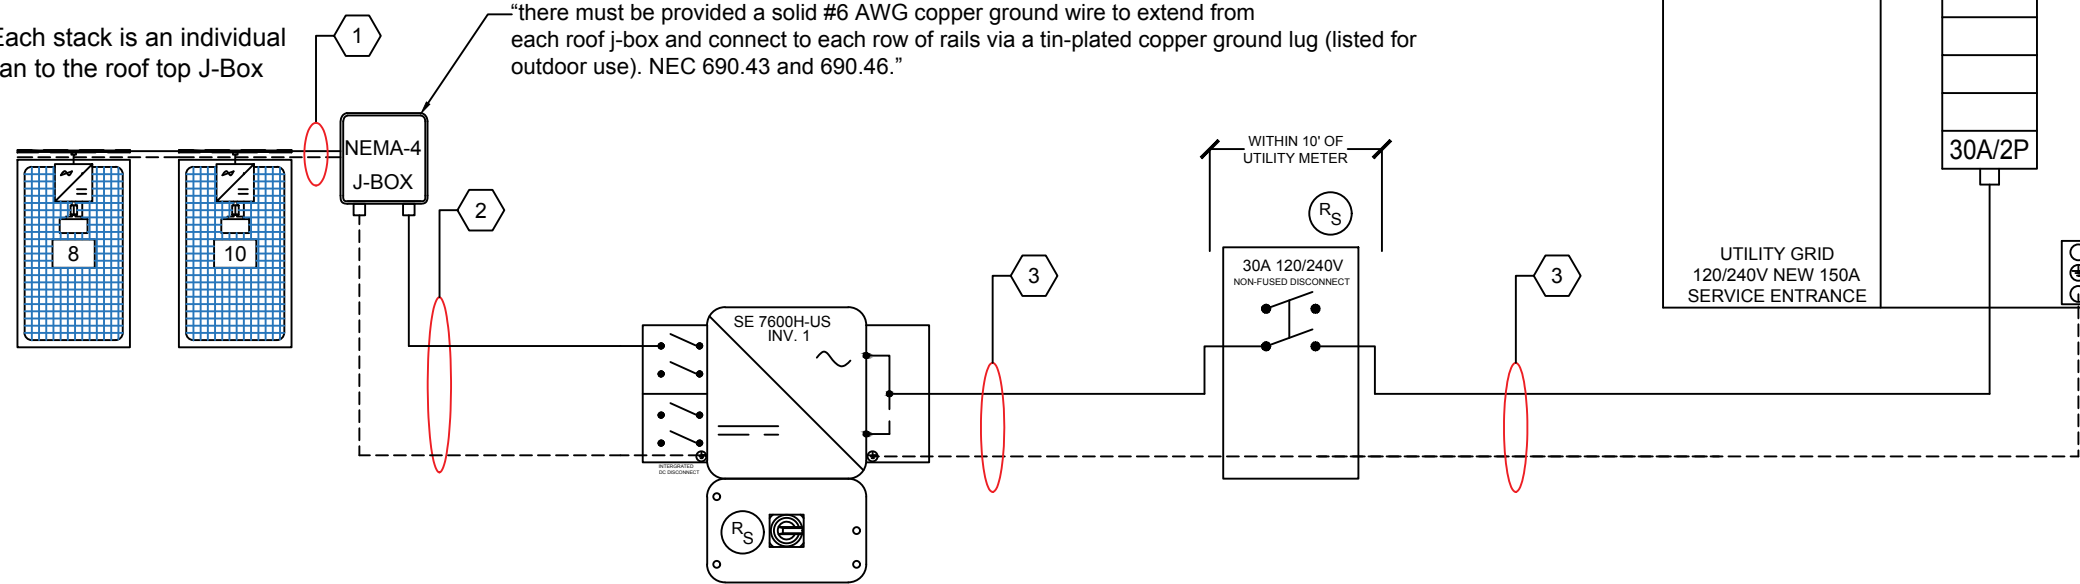 “there must be provided a solid #6 AWG copper ground wire to extend from
each roof j-box and connect to each row of rails via a tin-plated copper ground lug (listed for
outdoor use). NEC 690.43 and 690.46.”
Each stack is an individual
an to the roof top J-Box
1
NEMA-4
J-BOX
8
10
2
SE 7600H-US
INV. 1
INTERGRATED
DC DISCONNECT
RS
3
WITHIN 10' OF
UTILITY METER
RS
30A 120/240V
NON-FUSED DISCONNECT
3
UTILITY GRID
120/240V NEW 150A
SERVICE ENTRANCE
30A/2P